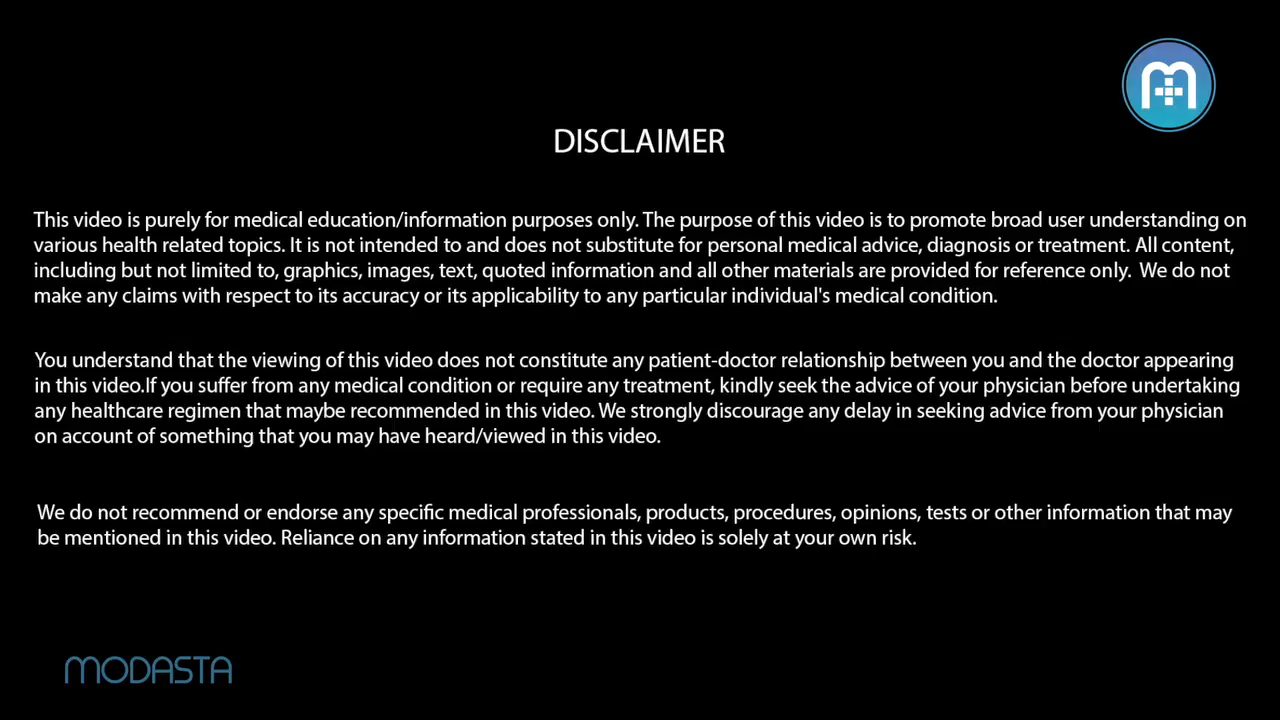 DISCLAIMER
This video is purely for medical education/information purposes only. The purpose of this video is to promote broad user understanding on
various health related topics. It is not intended to and does not substitute for personal medical advice, diagnosis or treatment. All content,
including but not limited to, graphics, images, text, quoted information and all other materials are provided for reference only. We do not
make any claims with respect to its accuracy or its applicability to any particular individual's medical condition.
You understand that the viewing of this video does not constitute any patient-doctor relationship between you and the doctor appearing
in this video.If you suffer from any medical condition or require any treatment, kindly seek the advice of your physician before undertaking
any healthcare regimen that maybe recommended in this video. We strongly discourage any delay in seeking advice from your physician
on account of something that you may have heard/viewed in this video.
We do not recommend or endorse any specific medical professionals, products, procedures, opinions, tests or other information that may
be mentioned in this video. Reliance on any information stated in this video is solely at your own risk.
MODASTA